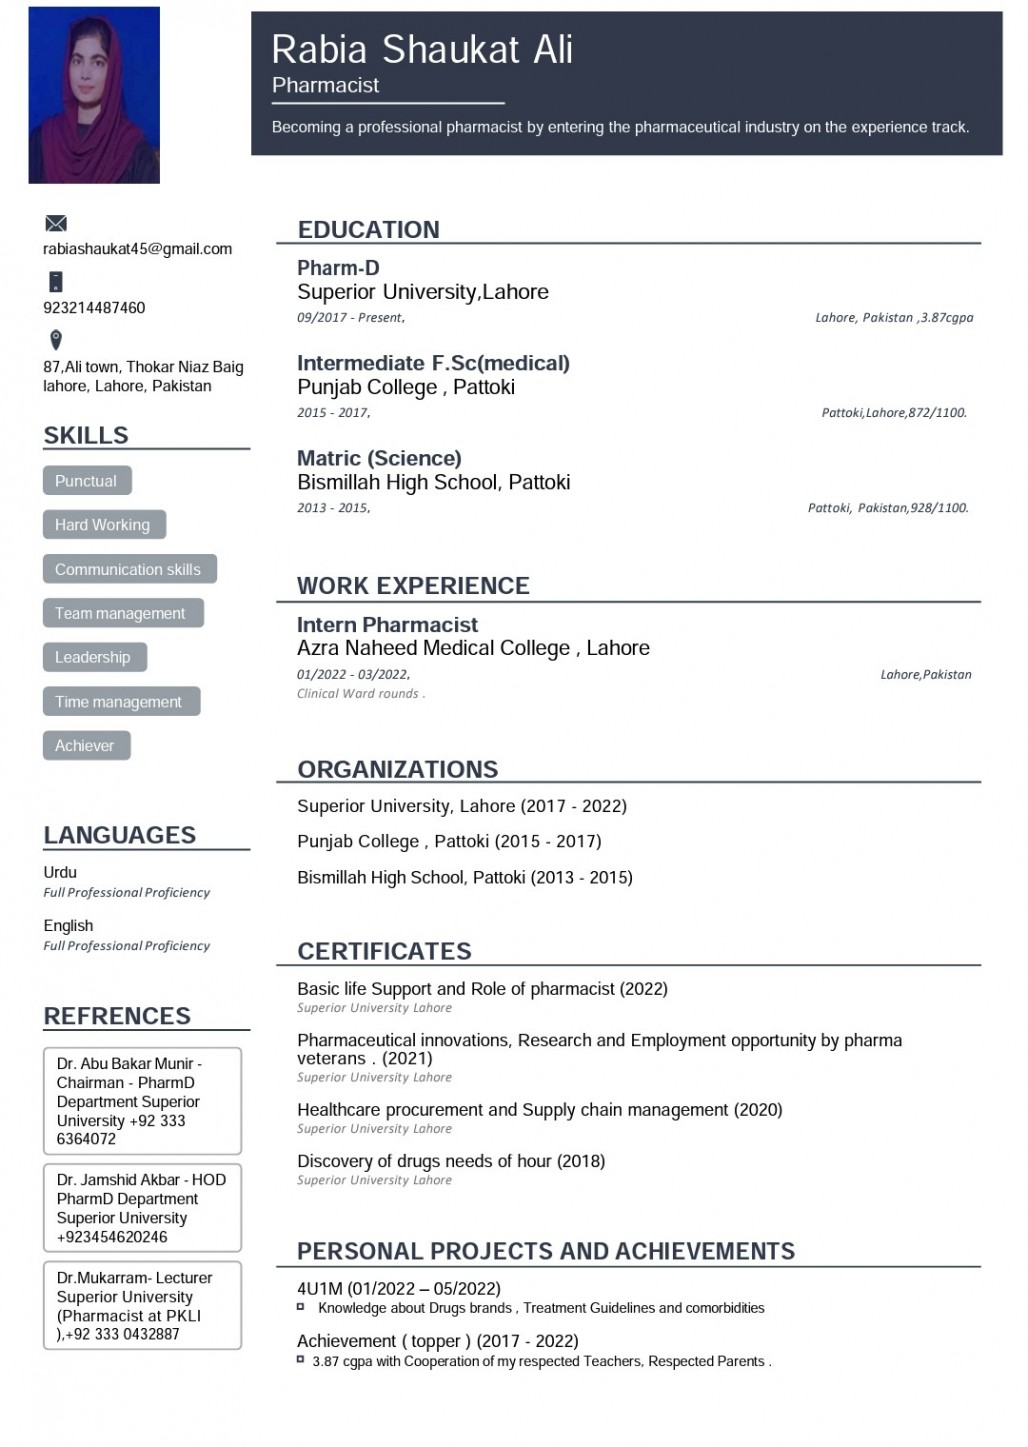 Rabia Shaukat Ali
Pharmacist
Becoming a professional pharmacist by entering the pharmaceutical industry on the experience track.
rabiashaukat45@gmail.com
923214487460
87,Ali town, Thokar Niaz Baig
lahore, Lahore, Pakistan
SKILLS
Punctual
Hard Working
Communication skills
Team management
Leadership
Time management
Achiever
LANGUAGES
Urdu
Full Professional Proficiency
English
Full Professional Proficiency
REFRENCES
Dr. Abu Bakar Munir -
Chairman - PharmD
Department Superior
University +92 333
6364072
Dr. Jamshid Akbar - HOD
PharmD Department
Superior University
+923454620246
Dr.Mukarram- Lecturer
Superior University
(Pharmacist at PKLI
),+92 333 0432887
EDUCATION
Pharm-D
Superior University,Lahore
09/2017 - Present, Lahore, Pakistan ,3.87cgpa
Intermediate F.Sc(medical)
Punjab College , Pattoki
2015 - 2017, Pattoki,Lahore,872/1100.
Matric (Science)
Bismillah High School, Pattoki
2013 - 2015, Pattoki, Pakistan,928/1100.
WORK EXPERIENCE
Intern Pharmacist
Azra Naheed Medical College , Lahore
01/2022 - 03/2022, Lahore,Pakistan
Clinical Ward rounds .
ORGANIZATIONS
Superior University, Lahore (2017 - 2022)
Punjab College , Pattoki (2015 - 2017)
Bismillah High School, Pattoki (2013 - 2015)
CERTIFICATES
Basic life Support and Role of pharmacist (2022)
Superior University Lahore
Pharmaceutical innovations, Research and Employment opportunity by pharma
veterans . (2021)
Superior University Lahore
Healthcare procurement and Supply chain management (2020)
Superior University Lahore
Discovery of drugs needs of hour (2018)
Superior University Lahore
PERSONAL PROJECTS AND ACHIEVEMENTS
4U1M (01/2022 – 05/2022)
Knowledge about Drugs brands , Treatment Guidelines and comorbidities
Achievement ( topper ) (2017 - 2022)
3.87 cgpa with Cooperation of my respected Teachers, Respected Parents .